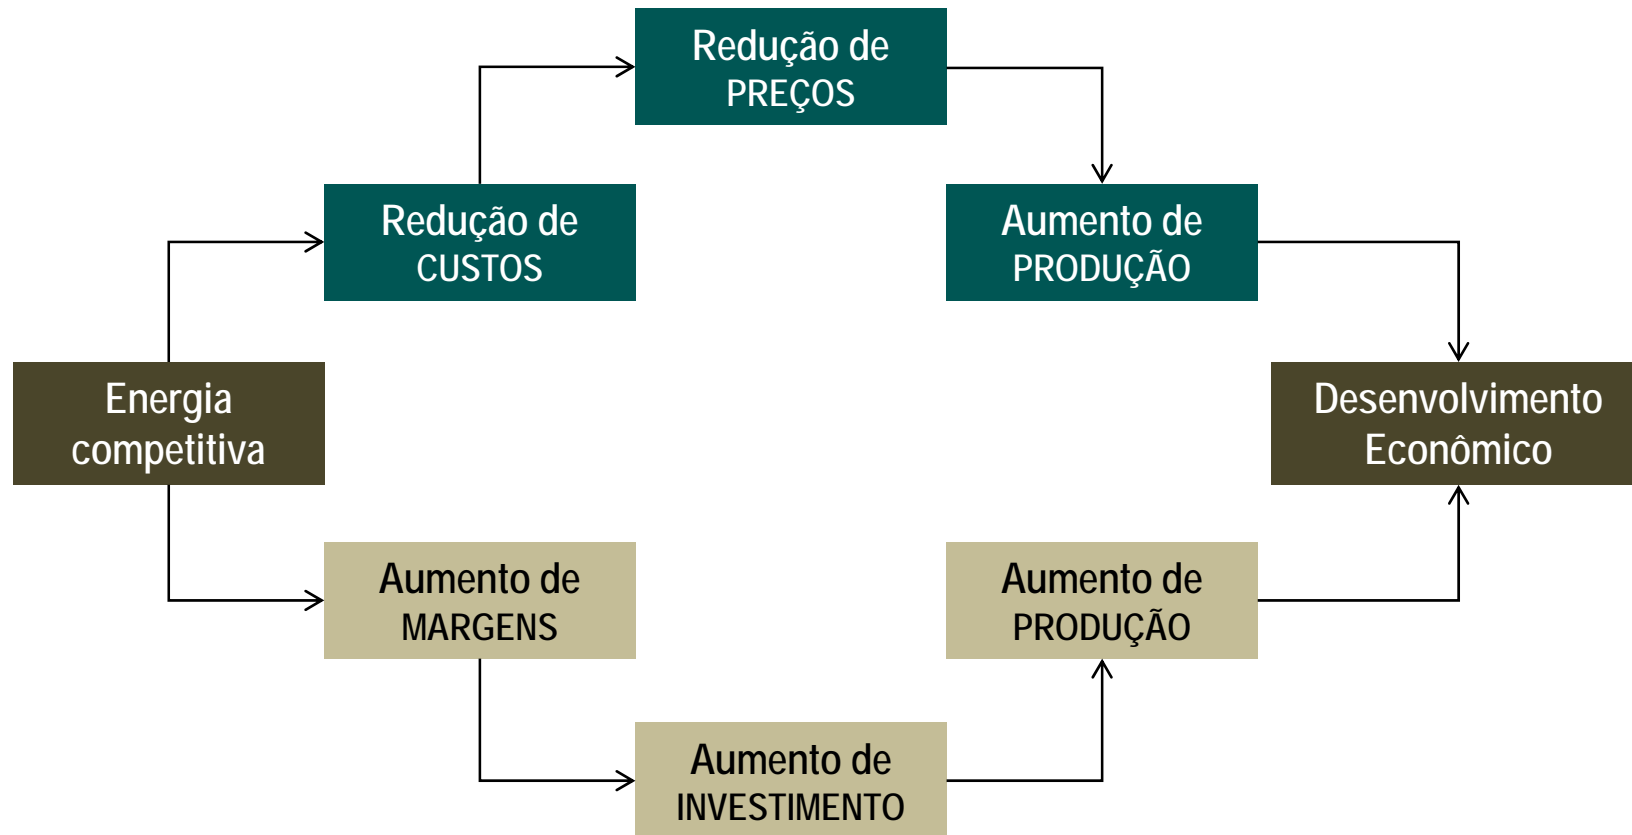 Redução de
PREÇOS
Redução de
CUSTOS
Aumento de
PRODUÇÃO
Energia
competitiva
Desenvolvimento
Econômico
Aumento de
MARGENS
Aumento de
PRODUÇÃO
Aumento de
INVESTIMENTO